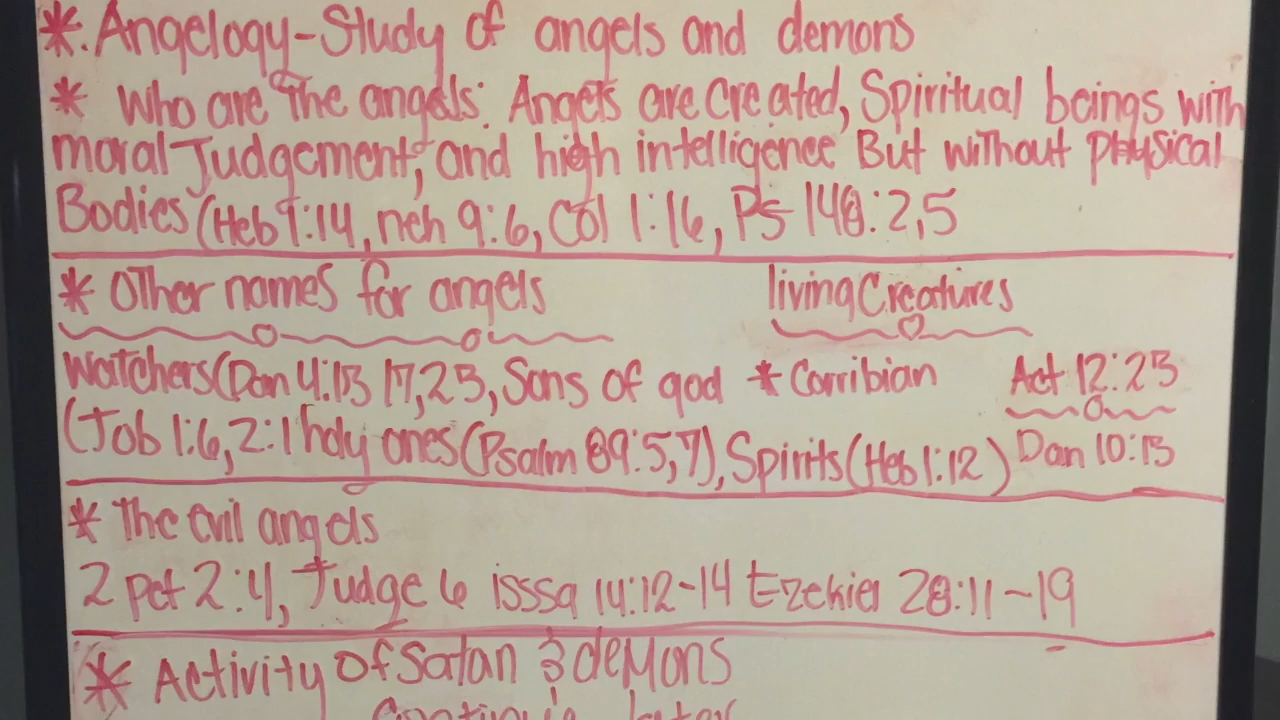 *. Angelogy-Study of angels and demons
* Who are the angels: Angels are Created, Spiritual beings with
moral Judgement, and high intelligence But without physical
Bodies (Heb 1:14, neh 9:6, Col 1:16, Ps 148:2,5
* Other names for angels
living Creatures
Watchers(Dan 4:13 17,23, Sons of god * Corribian
Act 12:23
(Job 1:6, 2:1 holy ones (Psalm 89:5,7), Spirits (Heb 1:12)
Dan 10:13
* The evil angels
2 pet 2:4, Judge 6 isssa 14:12-14 Ezekiel 28:11-19
* Activity of Satan & demons
Continue later